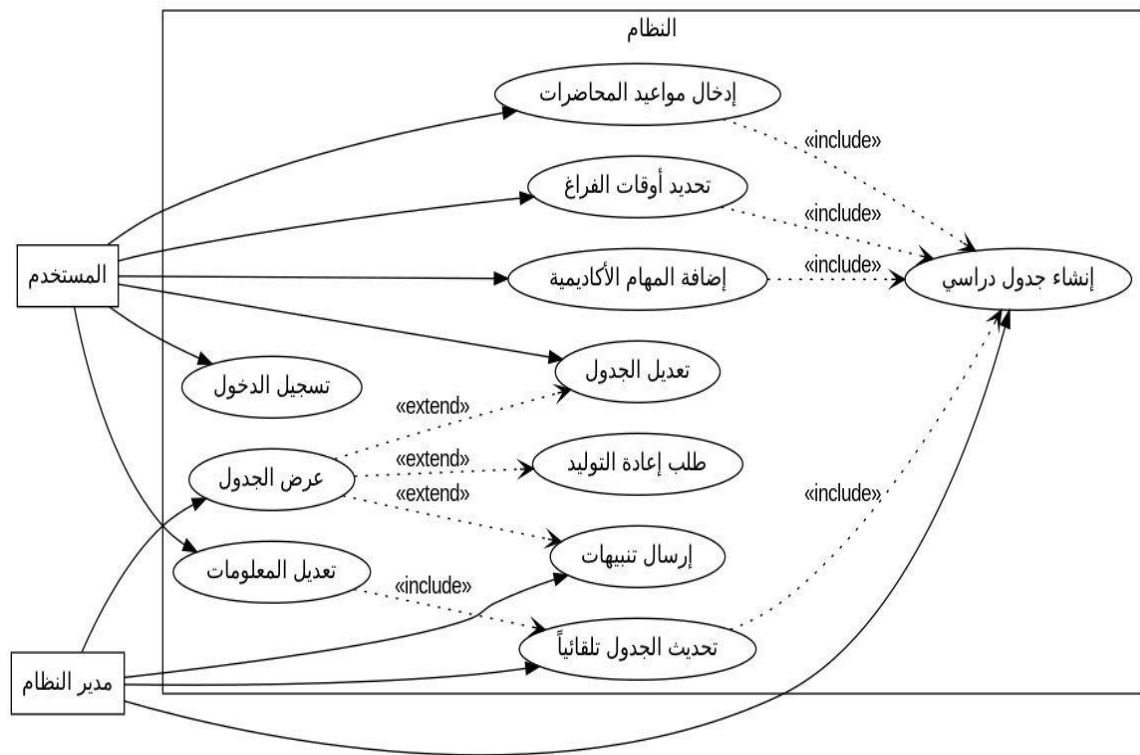 النظام
إدخال مواعيد المحاضرات
«include»
تحديد أوقات الفراغ
«include»
المستخدم
إضافة المهام الأكاديمية
«include»
إنشاء جدول دراسي
تعديل الجدول
تسجيل الدخول
«extend»
طلب إعادة التوليد
«extend»
عرض الجدول
«extend»
«include»
إرسال تنبيهات
تعديل المعلومات
«include»
تحديث الجدول تلقائياً
مدير النظام